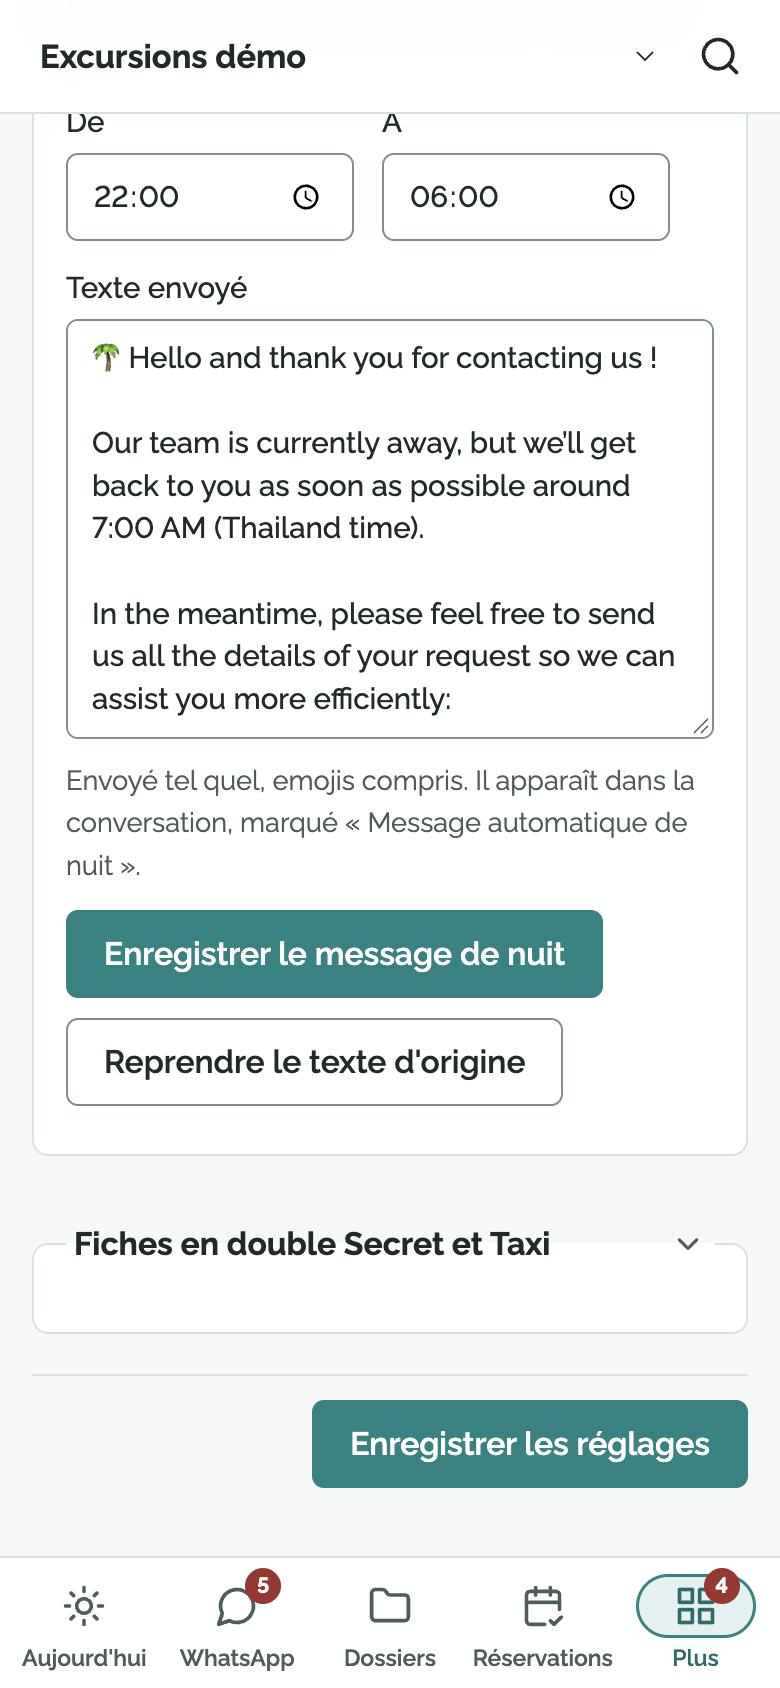 Excursions démo
De
À
22:00
06:00
Texte envoyé
🌴 Hello and thank you for contacting us !
Our team is currently away, but we’ll get
back to you as soon as possible around
7:00 AM (Thailand time).
In the meantime, please feel free to send
us all the details of your request so we can
assist you more efficiently:
Envoyé tel quel, emojis compris. Il apparaît dans la
conversation, marqué « Message automatique de
nuit ».
Enregistrer le message de nuit
Reprendre le texte d'origine
Fiches en double Secret et Taxi
Enregistrer les réglages
5
4
Aujourd'hui
WhatsApp
Dossiers
Réservations
Plus